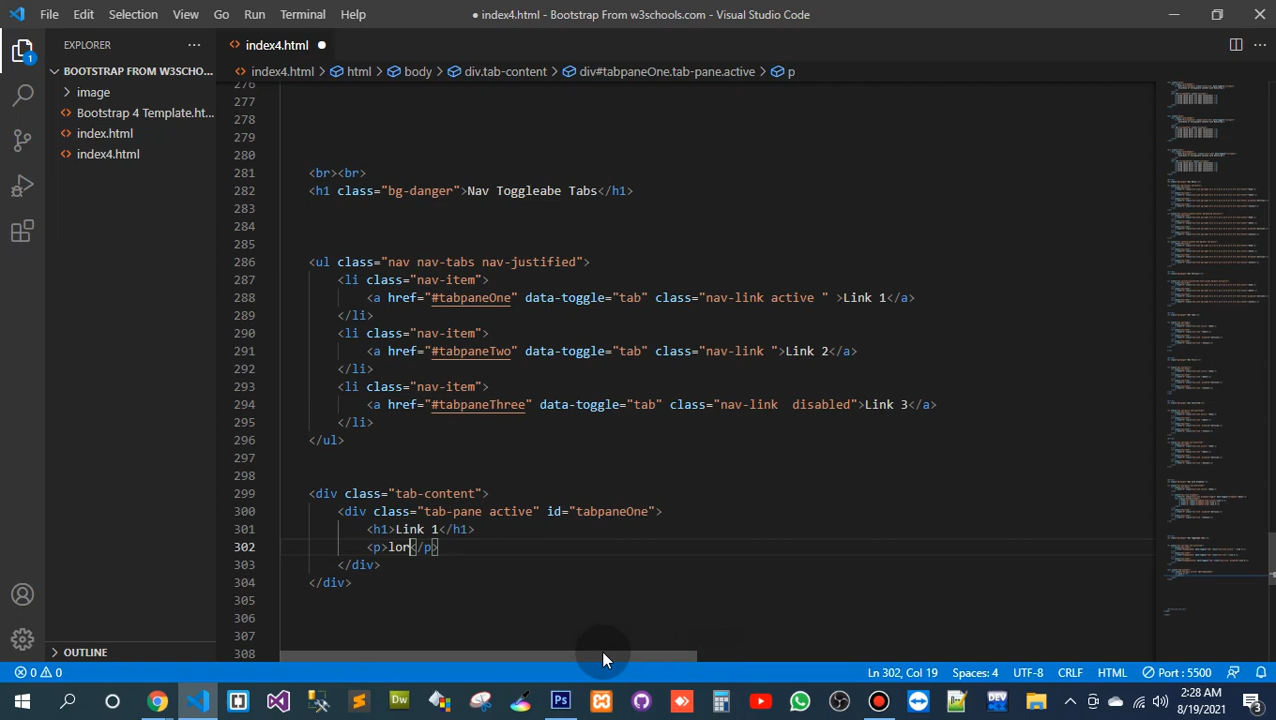 File Edit Selection View Go Run Terminal Help
● index4.html - Bootstrap From w3schools.com - Visual Studio Code
EXPLORER
index4.html
BOOTSTRAP FROM W3SCHO...
index4.html > html > body > div.tab-content > div#tabpaneOne.tab-pane.active > p
image
Bootstrap 4 Template.ht...
index.html
index4.html
276
277
278
279
280
281 <br><br>
282 <h1 class="bg-danger">Nav Toggleabe Tabs</h1>
283
284
285
286 <ul class="nav nav-tabs
287 <li class="nav-item">
288 <a href="#tabpaneOne" data-toggle="tab" class="nav-link active " >Link 1</a>
289 </li>
290 <li class="nav-item">
291 <a href="#tabpaneTwo" data-toggle="tab" Class="nav-link ">Link 2</a>
292 </li>
293 <li class="nav-item">
294 data-toggle="tab" class="nav-link disabled">Link 3</a>
295 </li>
296 </ul>
297
298
299 <div class="tab-content">
300 <div class="tab-pane id="tabpaneOne">
301 <h1>Link 1</h1>
302 <p>lor</p>
303 </div>
304 </div>
305
306
307
308
OUTLINE
0 0
Ln 302, Col 19 Spaces: 4 UTF-8 CRLF HTML Port : 5500
2:28 AM
8/19/2021